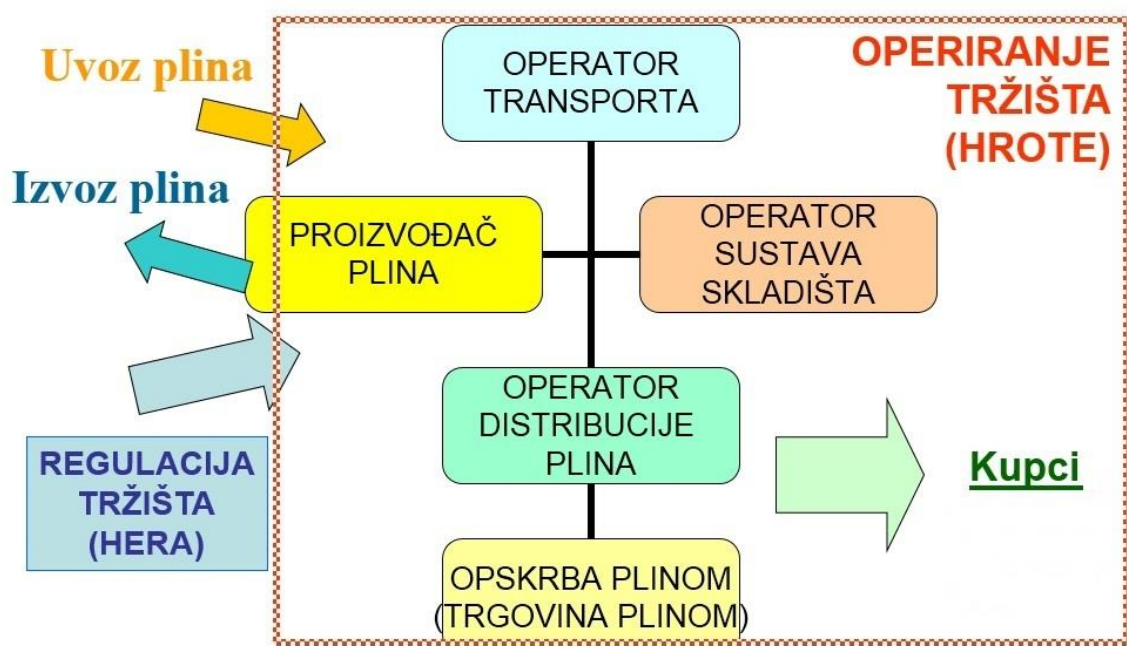 Uvoz plina
OPERATOR
TRANSPORTA
OPERIRANJE
TRŽIŠTA
(HROTE)
Izvoz plina
PROIZVOĐAČ
PLINA
OPERATOR
SUSTAVA
SKLADIŠTA
OPERATOR
DISTRIBUCIJE
PLINA
REGULACIJA
TRŽIŠTA
(HERA)
Kupci
OPSKRBA PLINOM
(TRGOVINA PLINOM)